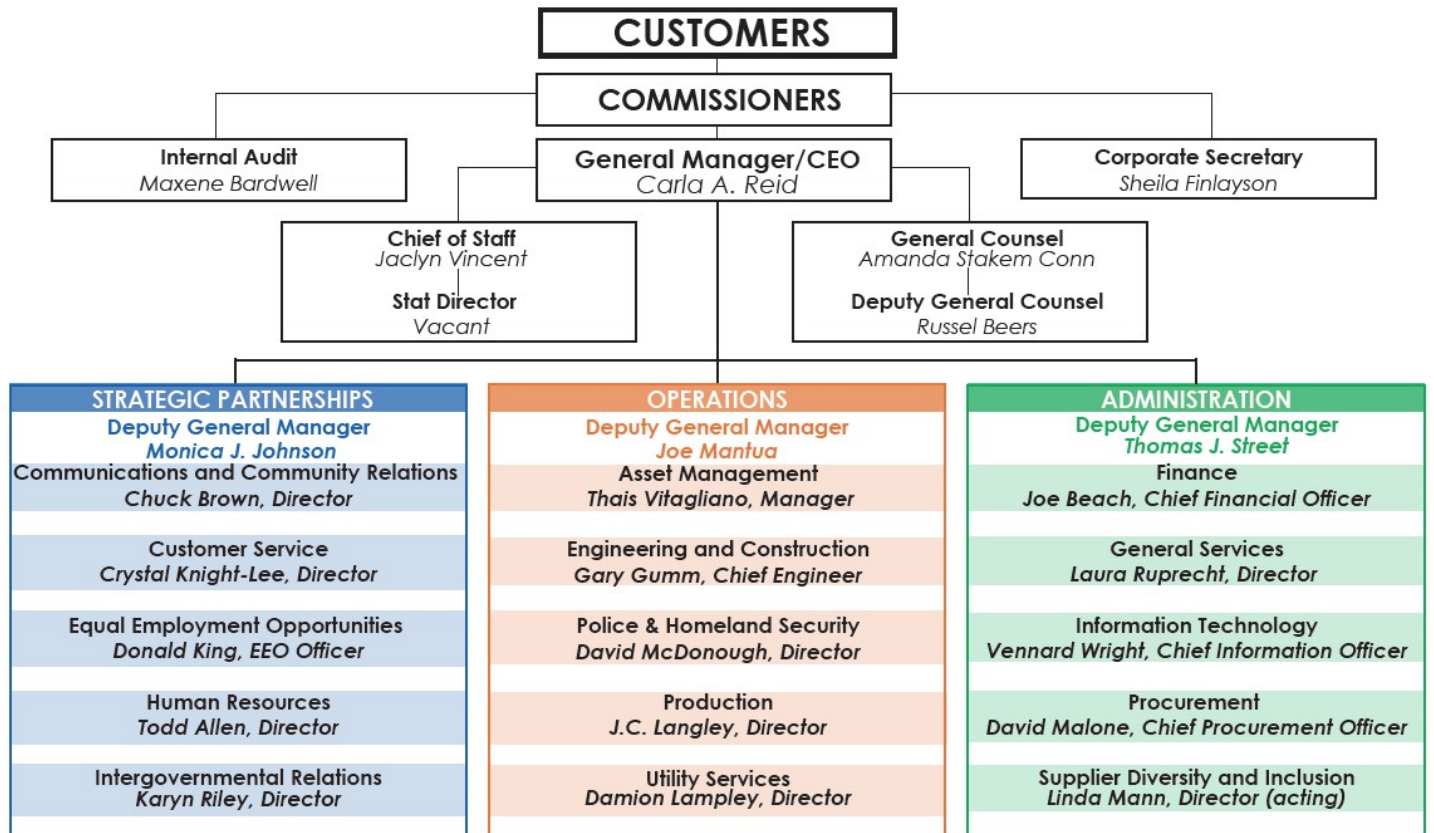 CUSTOMERS
COMMISSIONERS
Internal Audit
Maxene Bardwell
General Manager/CEO
Carla A. Reid
Corporate Secretary
Sheila Finlayson
Chief of Staff
Jaclyn Vincent
Stat Director
Vacant
General Counsel
Amanda Stakem Conn
Deputy General Counsel
Russel Beers
STRATEGIC PARTNERSHIPS
Deputy General Manager
Monica J. Johnson
Communications and Community Relations
Chuck Brown, Director
Customer Service
Crystal Knight-Lee, Director
Equal Employment Opportunities
Donald King, EEO Officer
Human Resources
Todd Allen, Director
Intergovernmental Relations
Karyn Riley, Director
OPERATIONS
Deputy General Manager
Joe Mantua
Asset Management
Thais Vitagliano, Manager
Engineering and Construction
Gary Gumm, Chief Engineer
Police & Homeland Security
David McDonough, Director
Production
J.C. Langley, Director
Utility Services
Damion Lampley, Director
ADMINISTRATION
Deputy General Manager
Thomas J. Street
Finance
Joe Beach, Chief Financial Officer
General Services
Laura Ruprecht, Director
Information Technology
Vennard Wright, Chief Information Officer
Procurement
David Malone, Chief Procurement Officer
Supplier Diversity and Inclusion
Linda Mann, Director (acting)